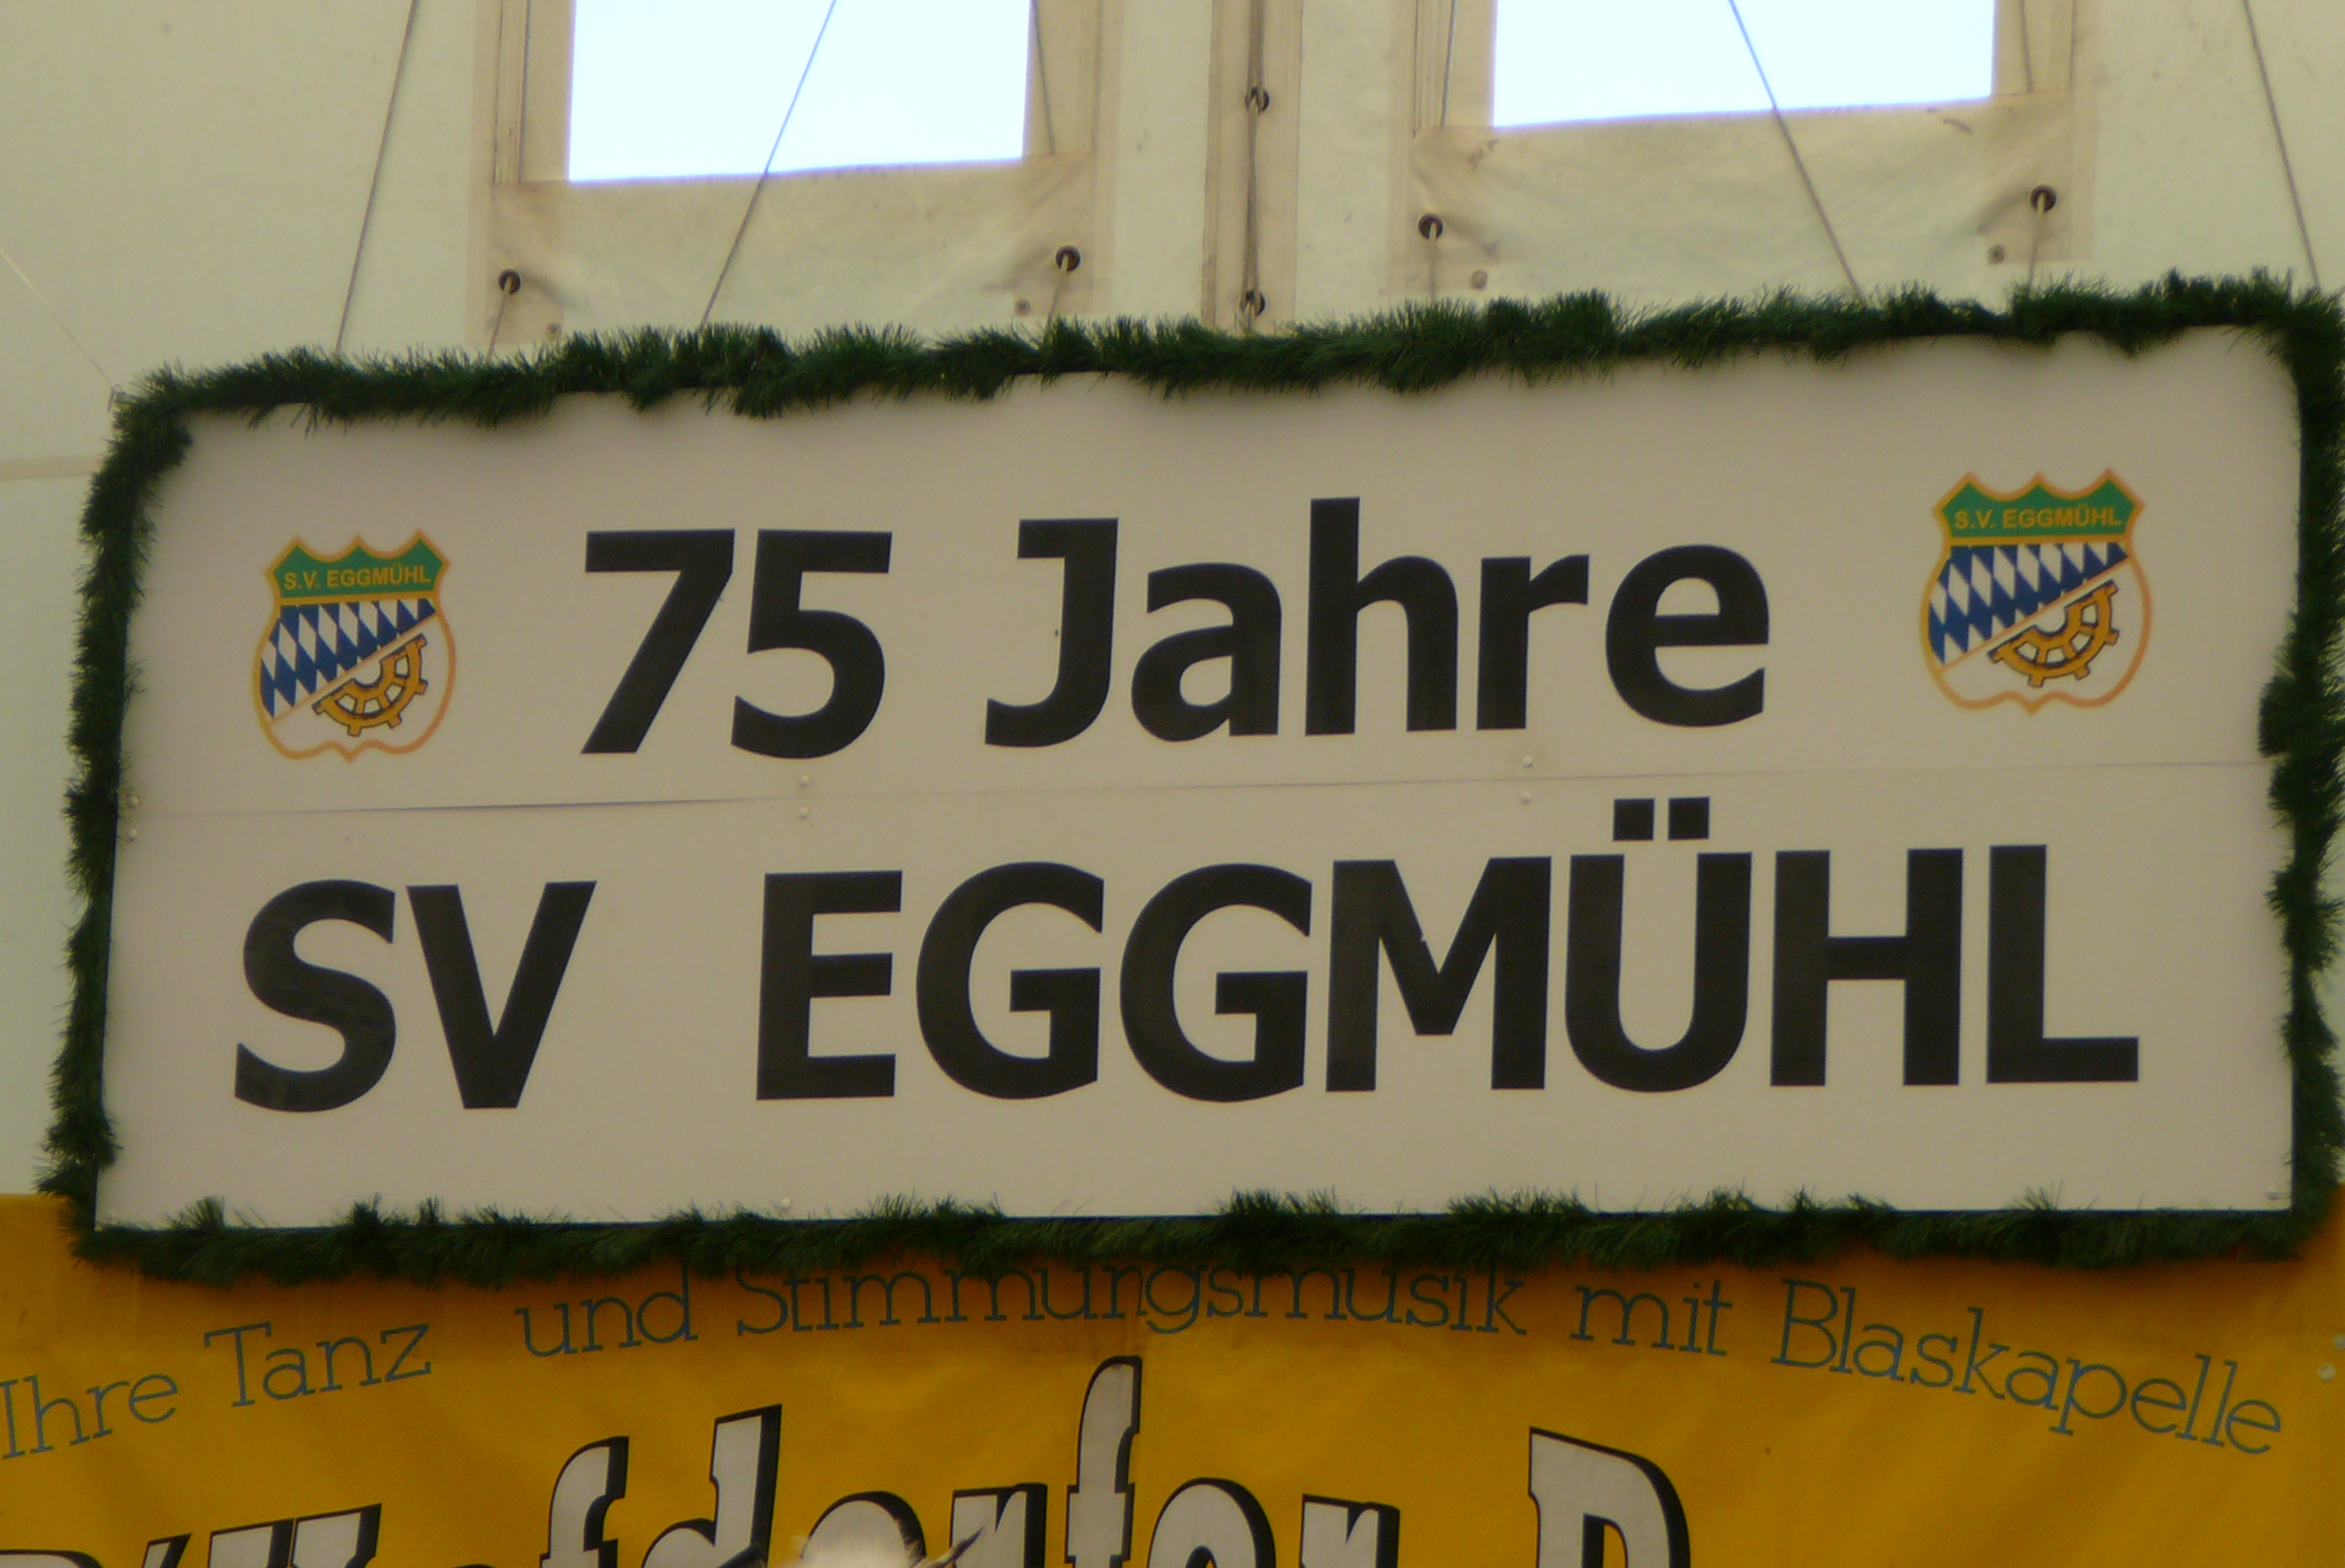 S.V. EGGMÜHL
75 Jahre
S.V. EGGMÜHL
SV EGGMÜHL
Ihre Tanz und Stimmungsmusik mit Blaskapelle